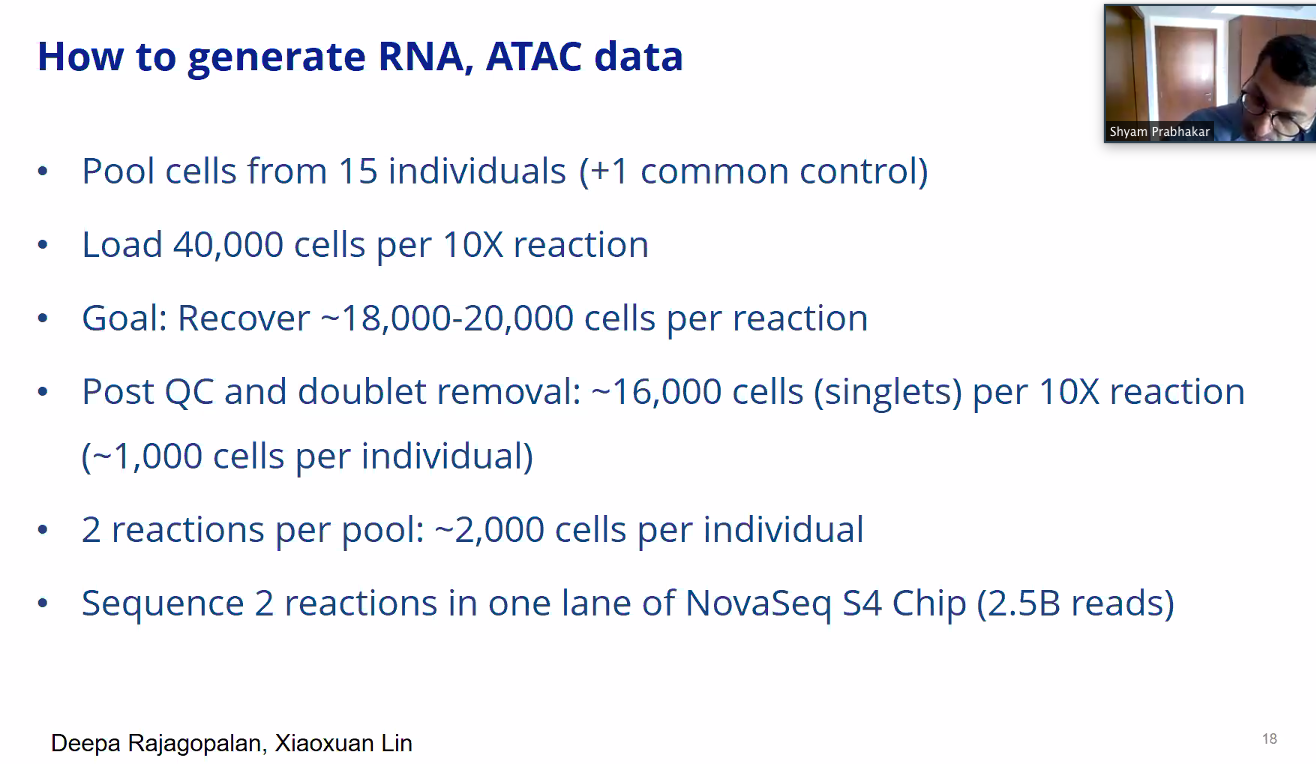 How to generate RNA, ATAC data
Shyam Prabhakar
• Pool cells from 15 individuals (+1 common control)
• Load 40,000 cells per 10X reaction
• Goal: Recover ~18,000-20,000 cells per reaction
• Post QC and doublet removal: ~16,000 cells (singlets) per 10X reaction
(~1,000 cells per individual)
• 2 reactions per pool: ~2,000 cells per individual
• Sequence 2 reactions in one lane of NovaSeq S4 Chip (2.5B reads)
Deepa Rajagopalan, Xiaoxuan Lin
18